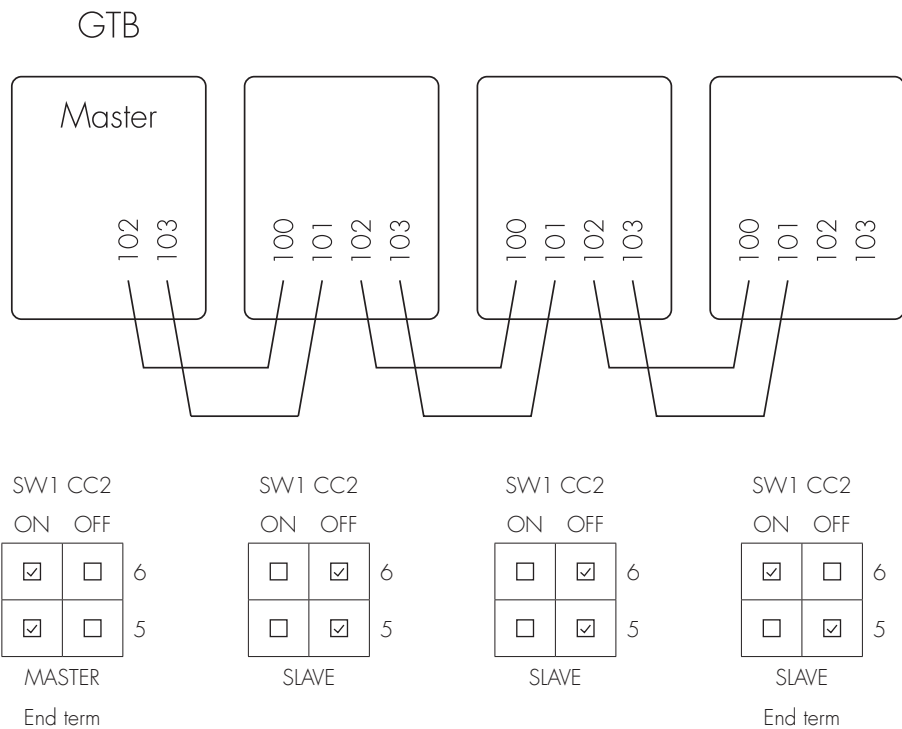 GTB
Master
102 103 100 101 102 103 100 101 102 103 100 101 102 103
SW1 CC2 SW1 CC2 SW1 CC2 SW1 CC2
ON OFF ON OFF ON OFF ON OFF
6 6 6 6
5 5 5 5
MASTER SLAVE SLAVE SLAVE
End term End term